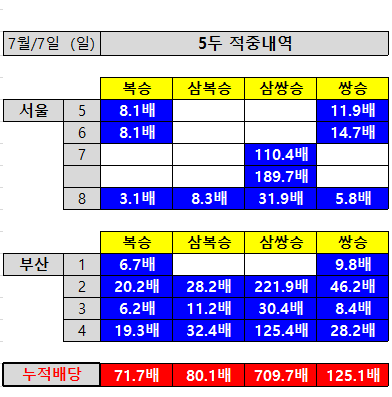 7월/7일 (일) 5두 적중내역
복승 삼복승 삼쌍승 쌍승
서울 5 8.1배 11.9배
6 8.1배 14.7배
7 110.4배
189.7배
8 3.1배 8.3배 31.9배 5.8배
복승 삼복승 삼쌍승 쌍승
부산 1 6.7배 9.8배
2 20.2배 28.2배 221.9배 46.2배
3 6.2배 11.2배 30.4배 8.4배
4 19.3배 32.4배 125.4배 28.2배
누적배당 71.7배 80.1배 709.7배 125.1배